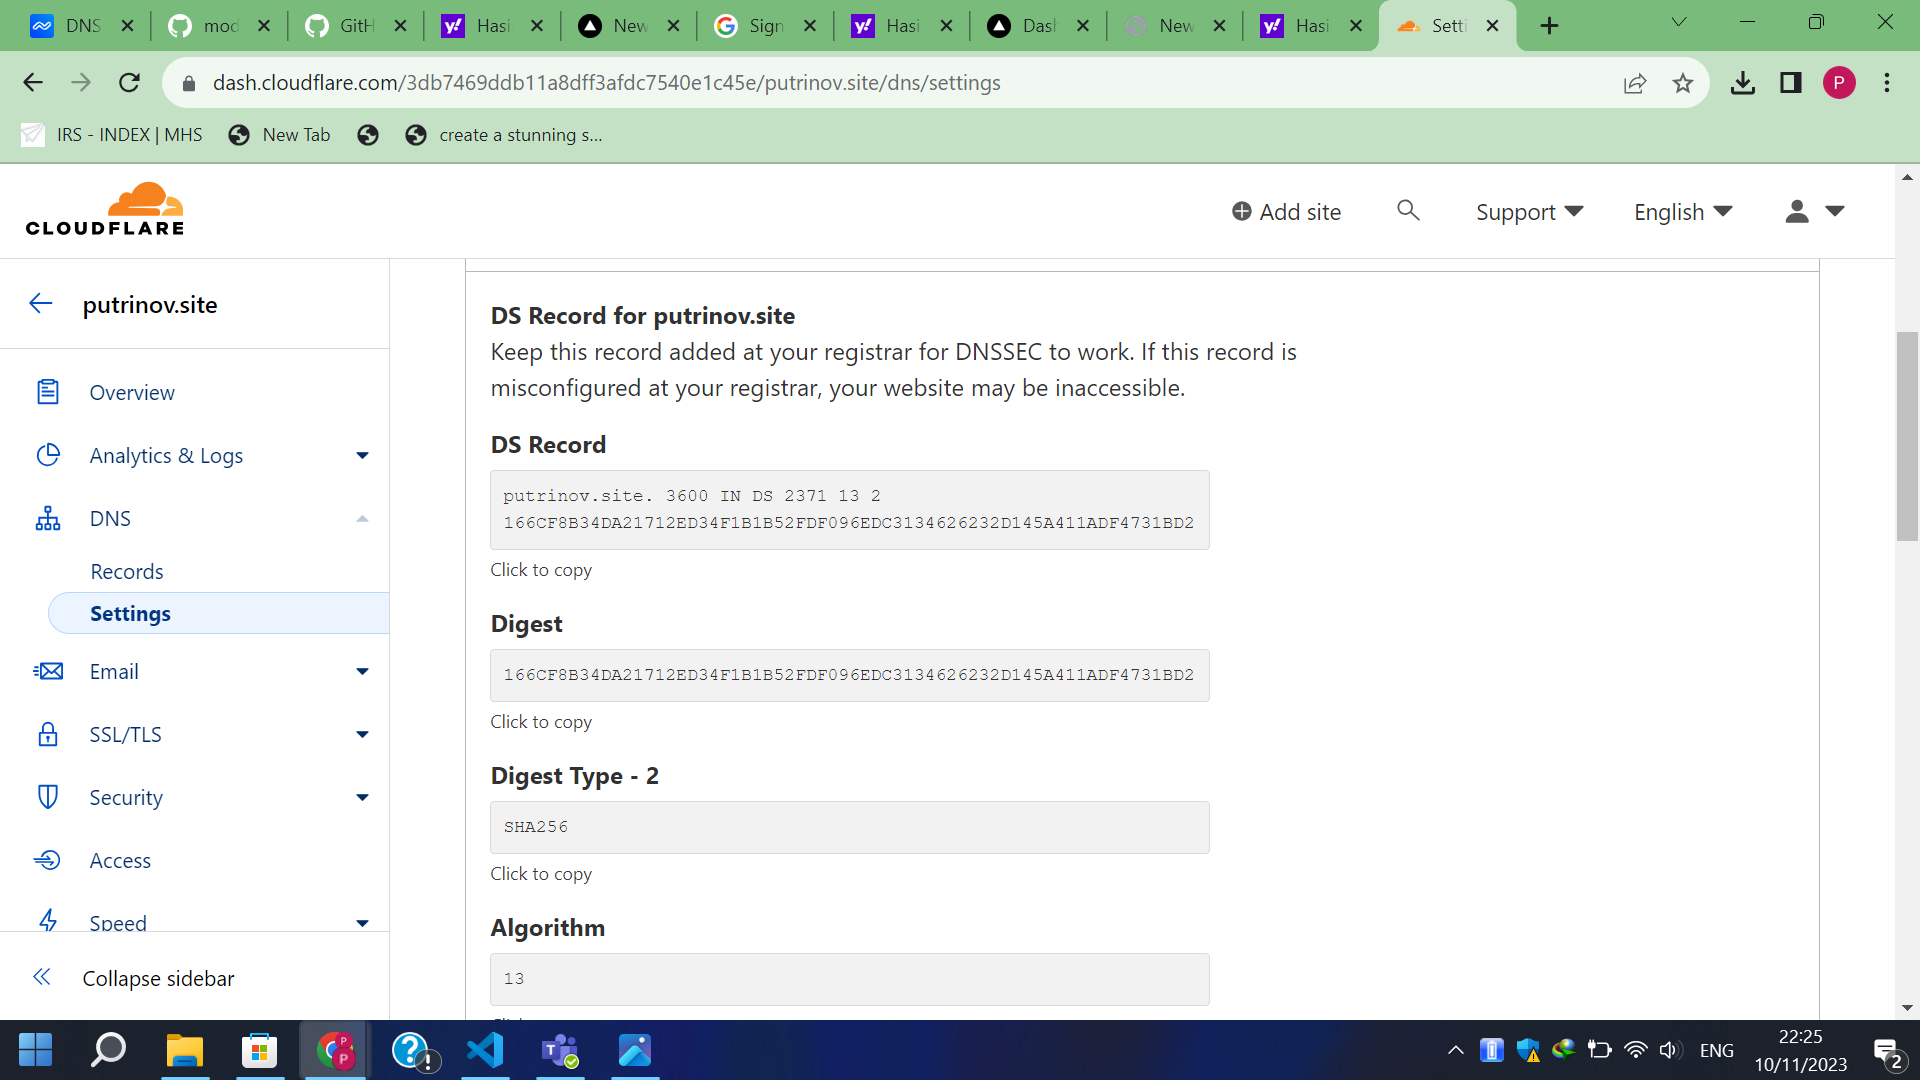 DNS
mod
GitH
Hasi
New
Sign
Hasi
Dash
New
Hasi
Setti
dash.cloudflare.com/3db7469ddb11a8dff3afdc7540e1c45e/putrinov.site/dns/settings
P
IRS - INDEX | MHS
New Tab
create a stunning s...
CLOUDFLARE
Add site
Support
English
putrinov.site
Overview
Analytics & Logs
DNS
Records
Settings
Email
SSL/TLS
Security
Access
Speed
Collapse sidebar
DS Record for putrinov.site
Keep this record added at your registrar for DNSSEC to work. If this record is
misconfigured at your registrar, your website may be inaccessible.
DS Record
putrinov.site. 3600 IN DS 2371 13 2
166CF8B34DA21712ED34F1B1B52FDF096EDC3134626232D145A411ADF4731BD2
Click to copy
Digest
166CF8B34DA21712ED34F1B1B52FDF096EDC3134626232D145A411ADF4731BD2
Click to copy
Digest Type - 2
SHA256
Click to copy
Algorithm
13
ENG
22:25
10/11/2023
2